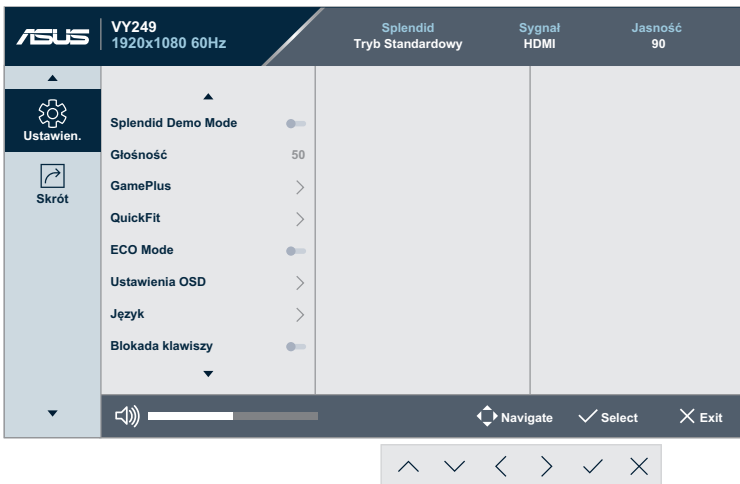 ASUS
VY249
1920x1080 60Hz
Splendid
Tryb Standardowy
Sygnał
HDMI
Jasność
90
Ustawien.
Skrót
Splendid Demo Mode
Głośność 50
GamePlus
QuickFit
ECO Mode
Ustawienia OSD
Język
Blokada klawiszy
Navigate Select Exit